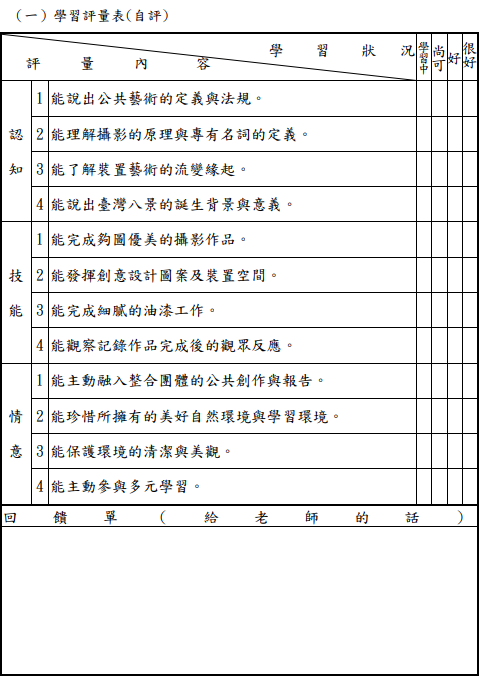 （一）學習評量表(自評)
學習狀況
評量內容
學習中
尚可
好
很好
認知
1 能說出公共藝術的定義與法規。
2 能理解攝影的原理與專有名詞的定義。
3 能了解裝置藝術的流變緣起。
4 能說出臺灣八景的誕生背景與意義。
技能
1 能完成夠圖優美的攝影作品。
2 能發揮創意設計圖案及裝置空間。
3 能完成細膩的油漆工作。
4 能觀察記錄作品完成後的觀眾反應。
情意
1 能主動融入整合團體的公共創作與報告。
2 能珍惜所擁有的美好自然環境與學習環境。
3 能保護環境的清潔與美觀。
4 能主動參與多元學習。
回饋單(給老師的話)